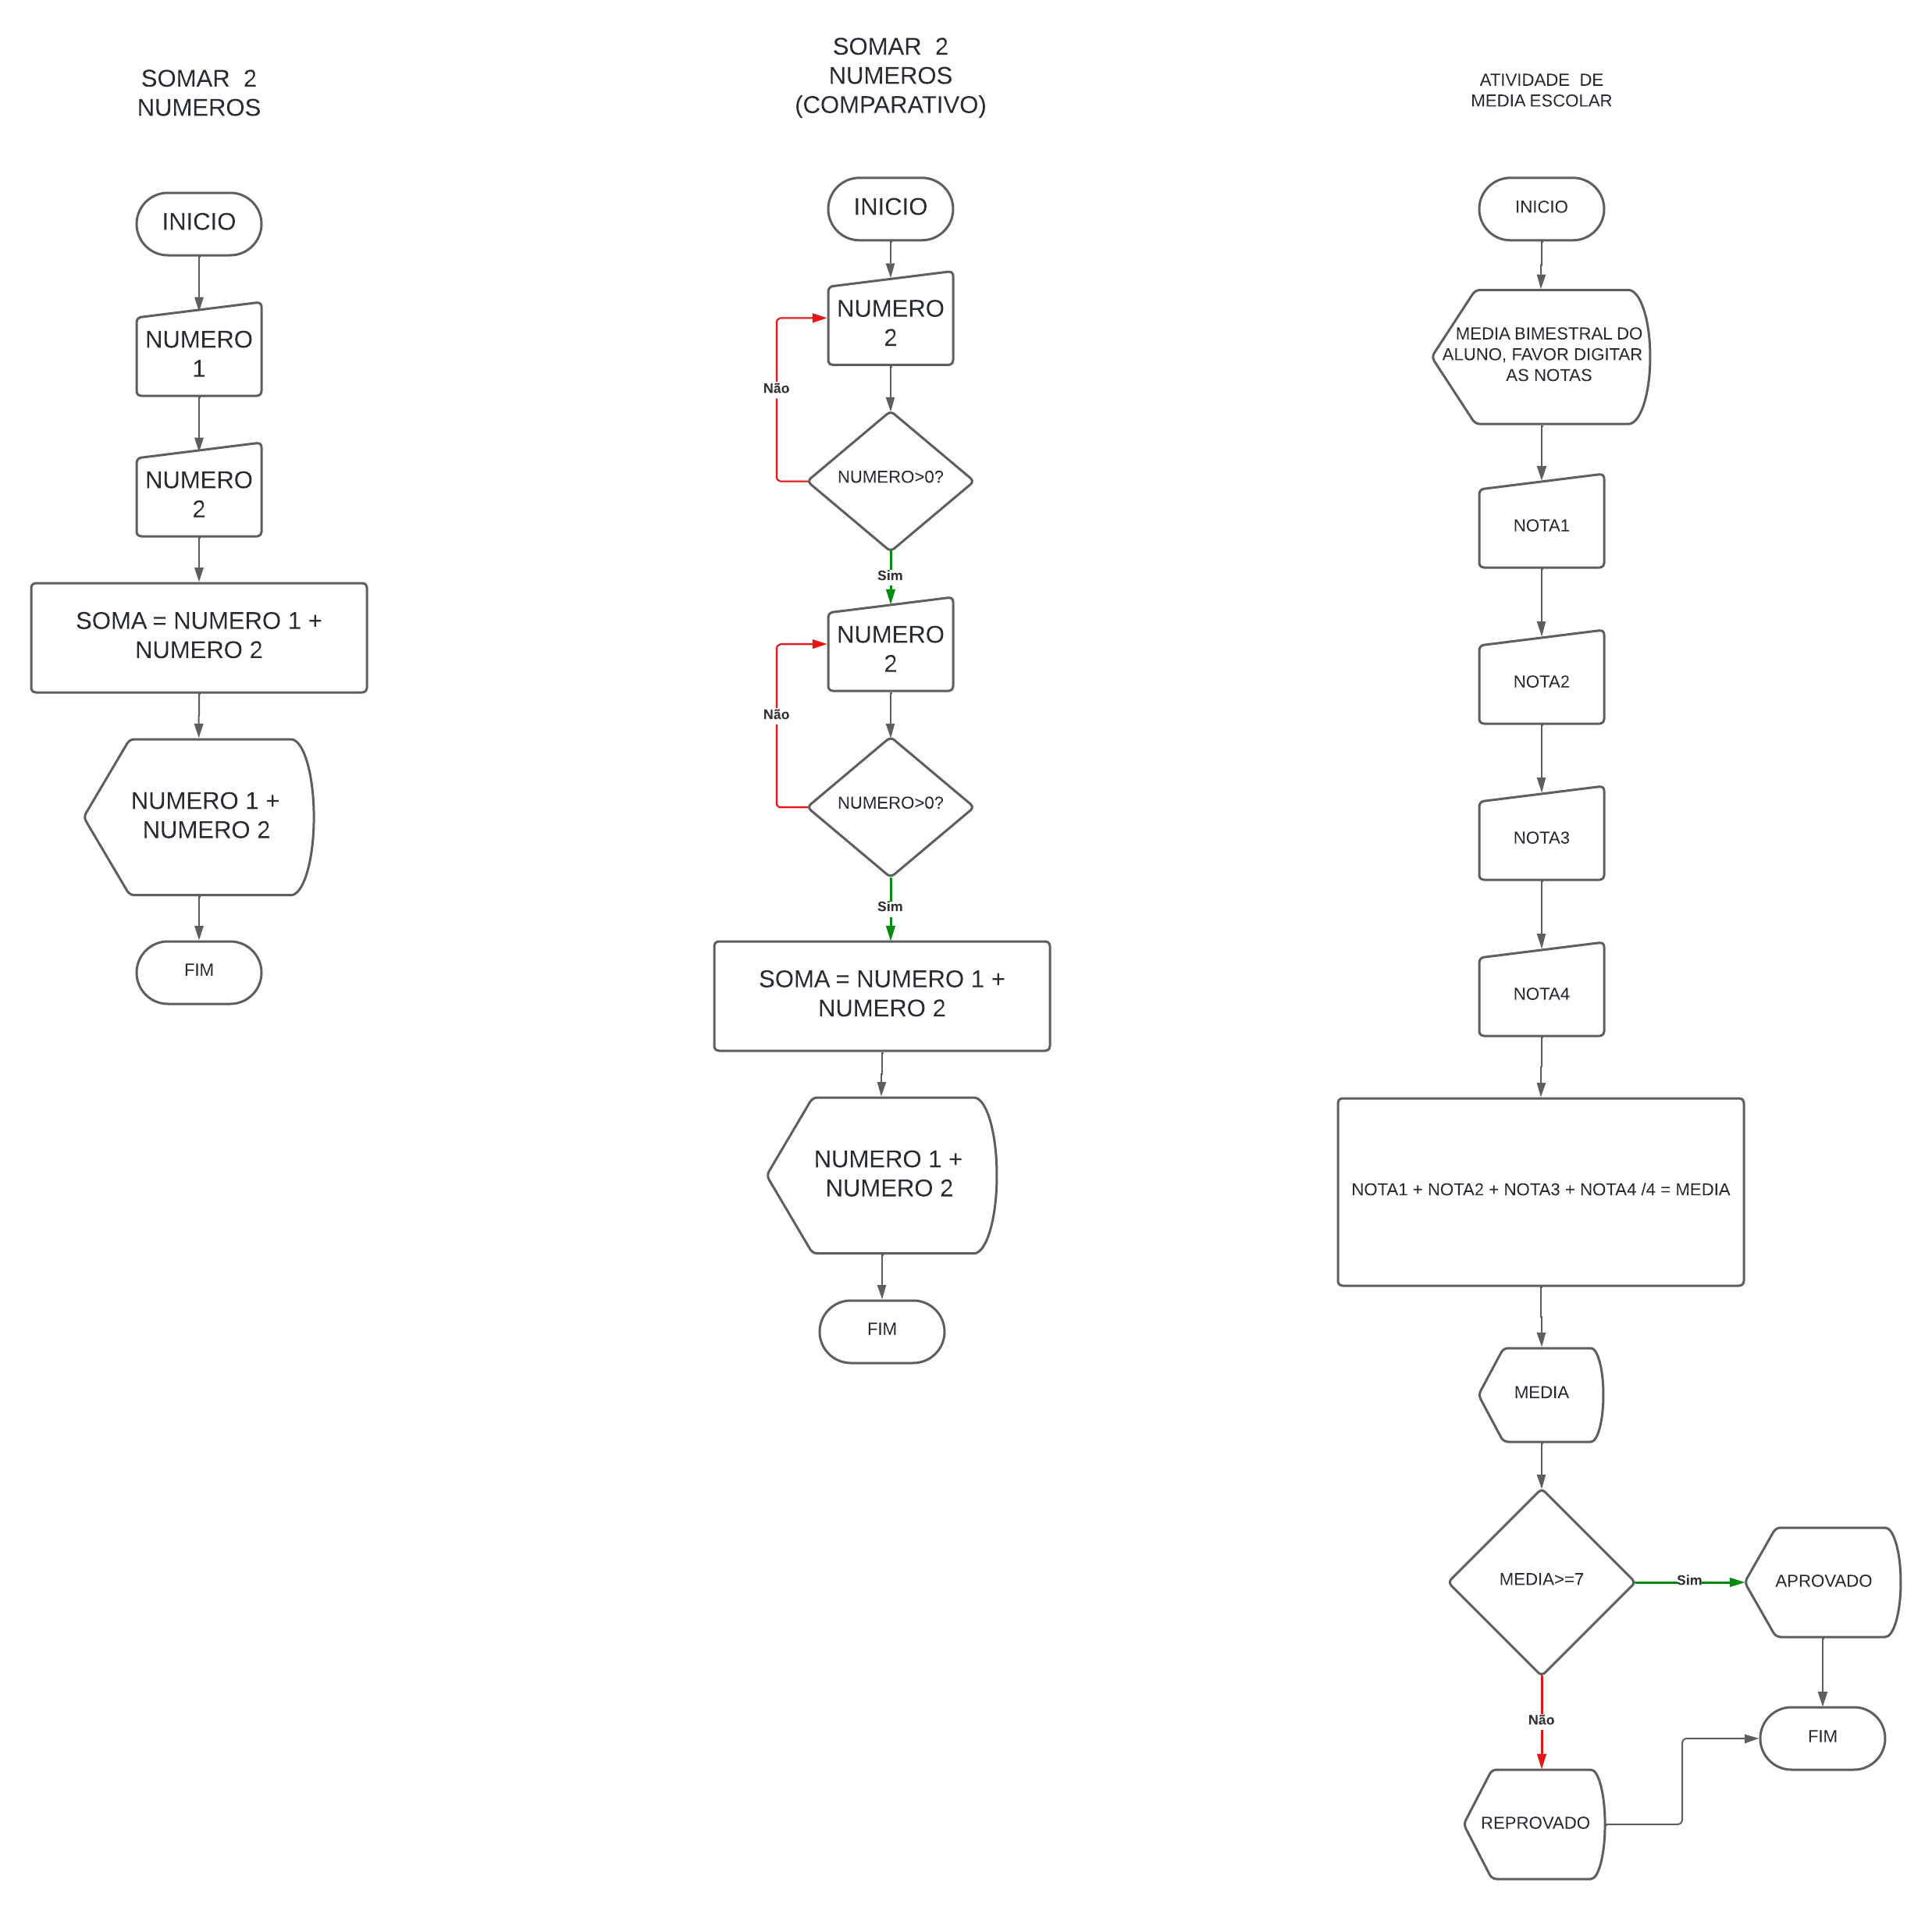 SOMAR 2
NUMEROS
INICIO
NUMERO
1
NUMERO
2
SOMA = NUMERO 1 +
NUMERO 2
NUMERO 1 +
NUMERO 2
FIM
SOMAR 2
NUMEROS
(COMPARATIVO)
INICIO
NUMERO
2
Não
NUMERO>0?
Sim
NUMERO
2
Não
NUMERO>0?
Sim
SOMA = NUMERO 1 +
NUMERO 2
NUMERO 1 +
NUMERO 2
FIM
ATIVIDADE DE
MEDIA ESCOLAR
INICIO
MEDIA BIMESTRAL DO
ALUNO, FAVOR DIGITAR
AS NOTAS
NOTA1
NOTA2
NOTA3
NOTA4
NOTA1 + NOTA2 + NOTA3 + NOTA4 /4 = MEDIA
MEDIA
MEDIA>=7
Sim
APROVADO
Não
FIM
REPROVADO